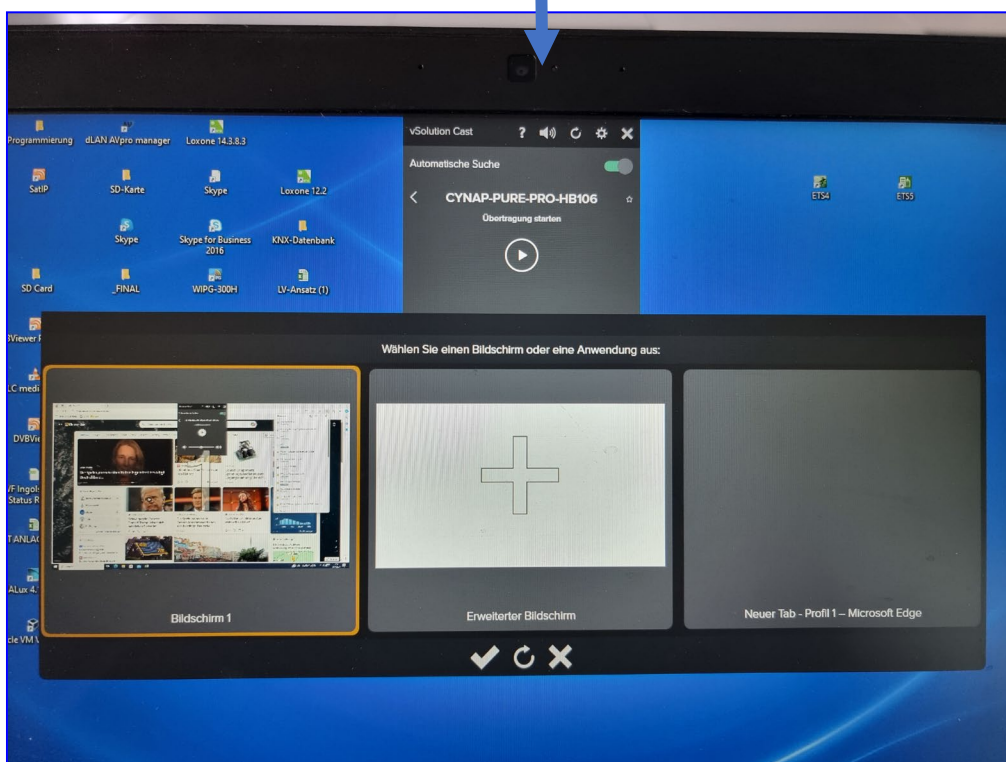 Programmierung
dLAN AVpro manager
Loxone 14.3.8.3
SatIP
SD-Karte
Skype
Loxone 12.2
Skype
Skype for Business
2016
KNX-Datenbank
SD Card
_FINAL
WIPG-300H
LV-Ansatz (1)
vSolution Cast
?
Automatische Suche
CYNAP-PURE-PRO-HB106
Übertragung starten
ETS4
ETS5
Wählen Sie einen Bildschirm oder eine Anwendung aus:
Bildschirm 1
Erweiterter Bildschirm
Neuer Tab - Profil 1 – Microsoft Edge